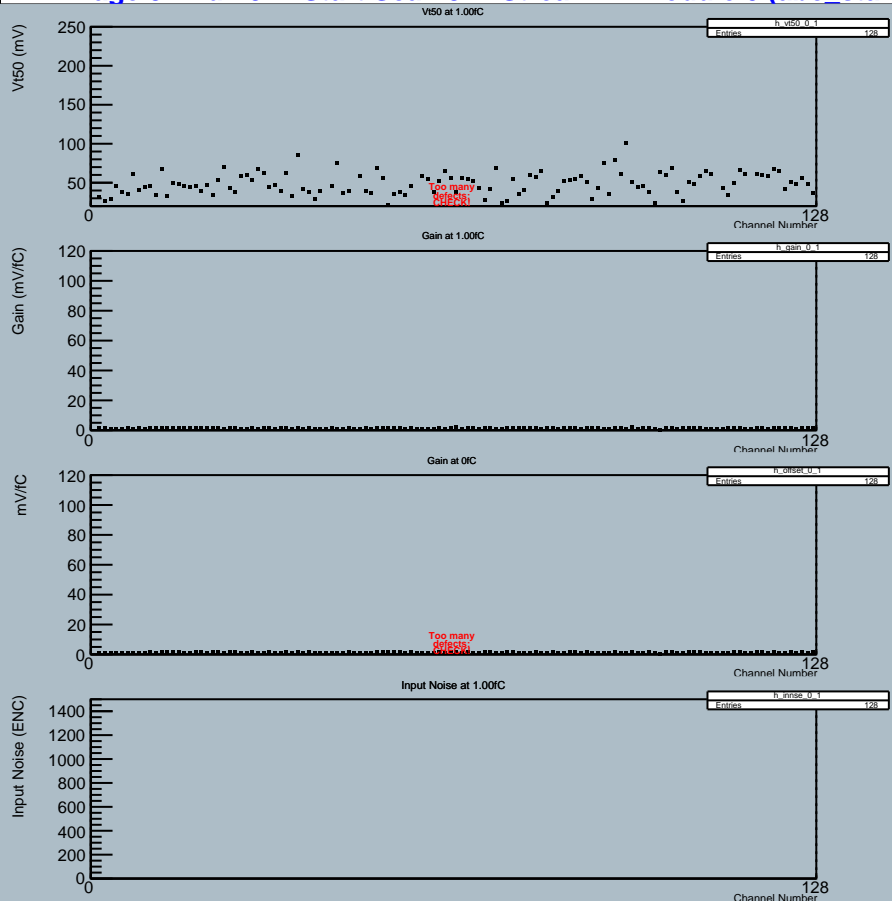 Vt50 at 1.00fC
h_vt50_0_1
Entries 128
Vt50 (mV)
250
200
150
100
50
Too many
defects:
CHECK!
0
128
Channel Number
Gain at 1.00fC
h_gain_0_1
Entries 128
Gain (mV/fC)
120
100
80
60
40
20
0
0
128
Channel Number
Gain at 0fC
h_offset_0_1
Entries 128
mV/fC
120
100
80
60
40
20
0
Too many
defects:
CHECK!
0
128
Channel Number
Input Noise at 1.00fC
h_innse_0_1
Entries 128
Input Noise (ENC)
1400
1200
1000
800
600
400
200
0
0
128
Channel Number